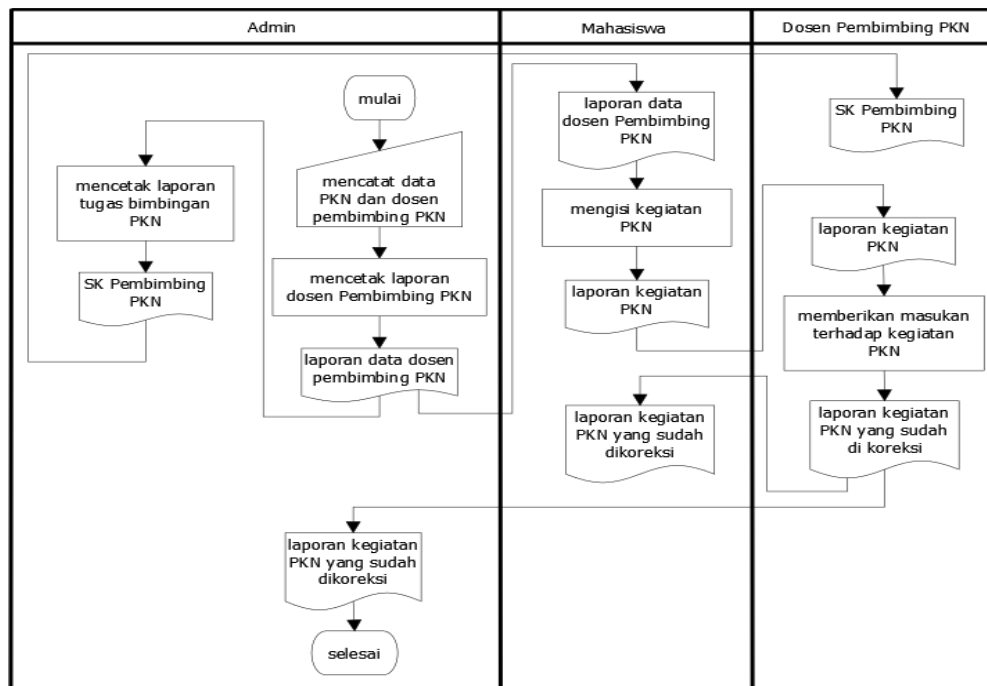 Admin
Mahasiswa
Dosen Pembimbing PKN
mulai
mencatat data
PKN dan dosen
pembimbing PKN
mencetak laporan
dosen Pembimbing PKN
laporan data dosen
pembimbing PKN
mencetak laporan
tugas bimbingan
PKN
SK Pembimbing
PKN
laporan data
dosen Pembimbing
PKN
mengisi kegiatan
PKN
laporan kegiatan
PKN
laporan kegiatan
PKN yang sudah
dikoreksi
SK Pembimbing
PKN
laporan kegiatan
PKN
memberikan masukan
terhadap kegiatan
PKN
laporan kegiatan
PKN yang sudah
di koreksi
laporan kegiatan
PKN yang sudah
dikoreksi
selesai